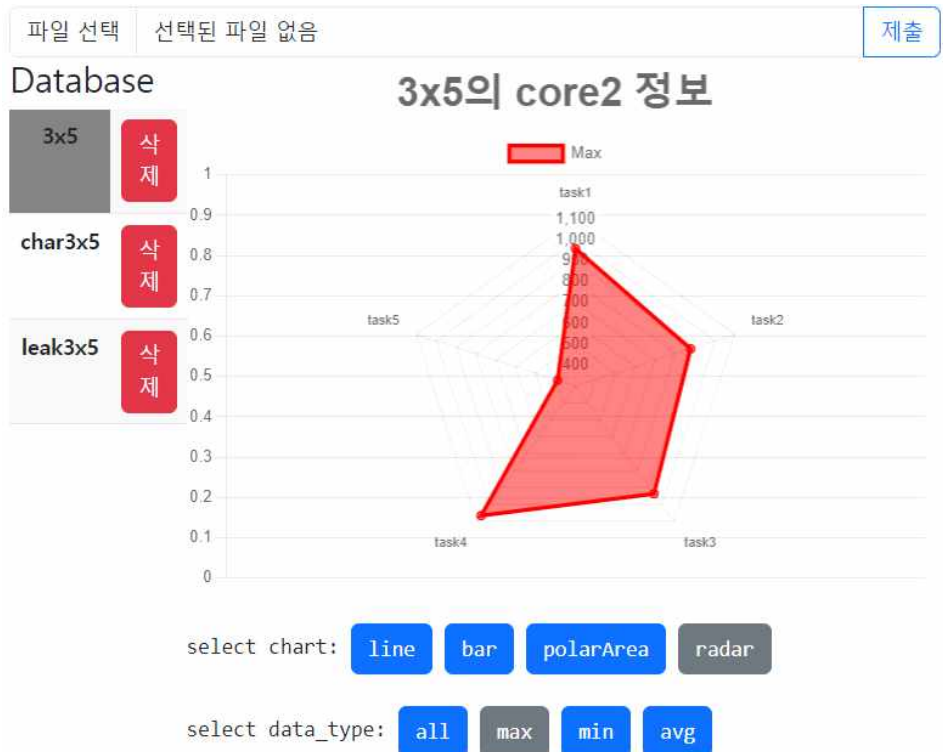 파일 선택 선택된 파일 없음 제출
Database
3x5 삭제
char3x5 삭제
leak3x5 삭제
3x5의 core2 정보
Max
1
0.9
0.8
0.7
0.6
0.5
0.4
0.3
0.2
0.1
0
task1
1,100
1,000
900
800
700
600
500
400
task2
task3
task4
task5
select chart: line bar polarArea radar
select data_type: all max min avg